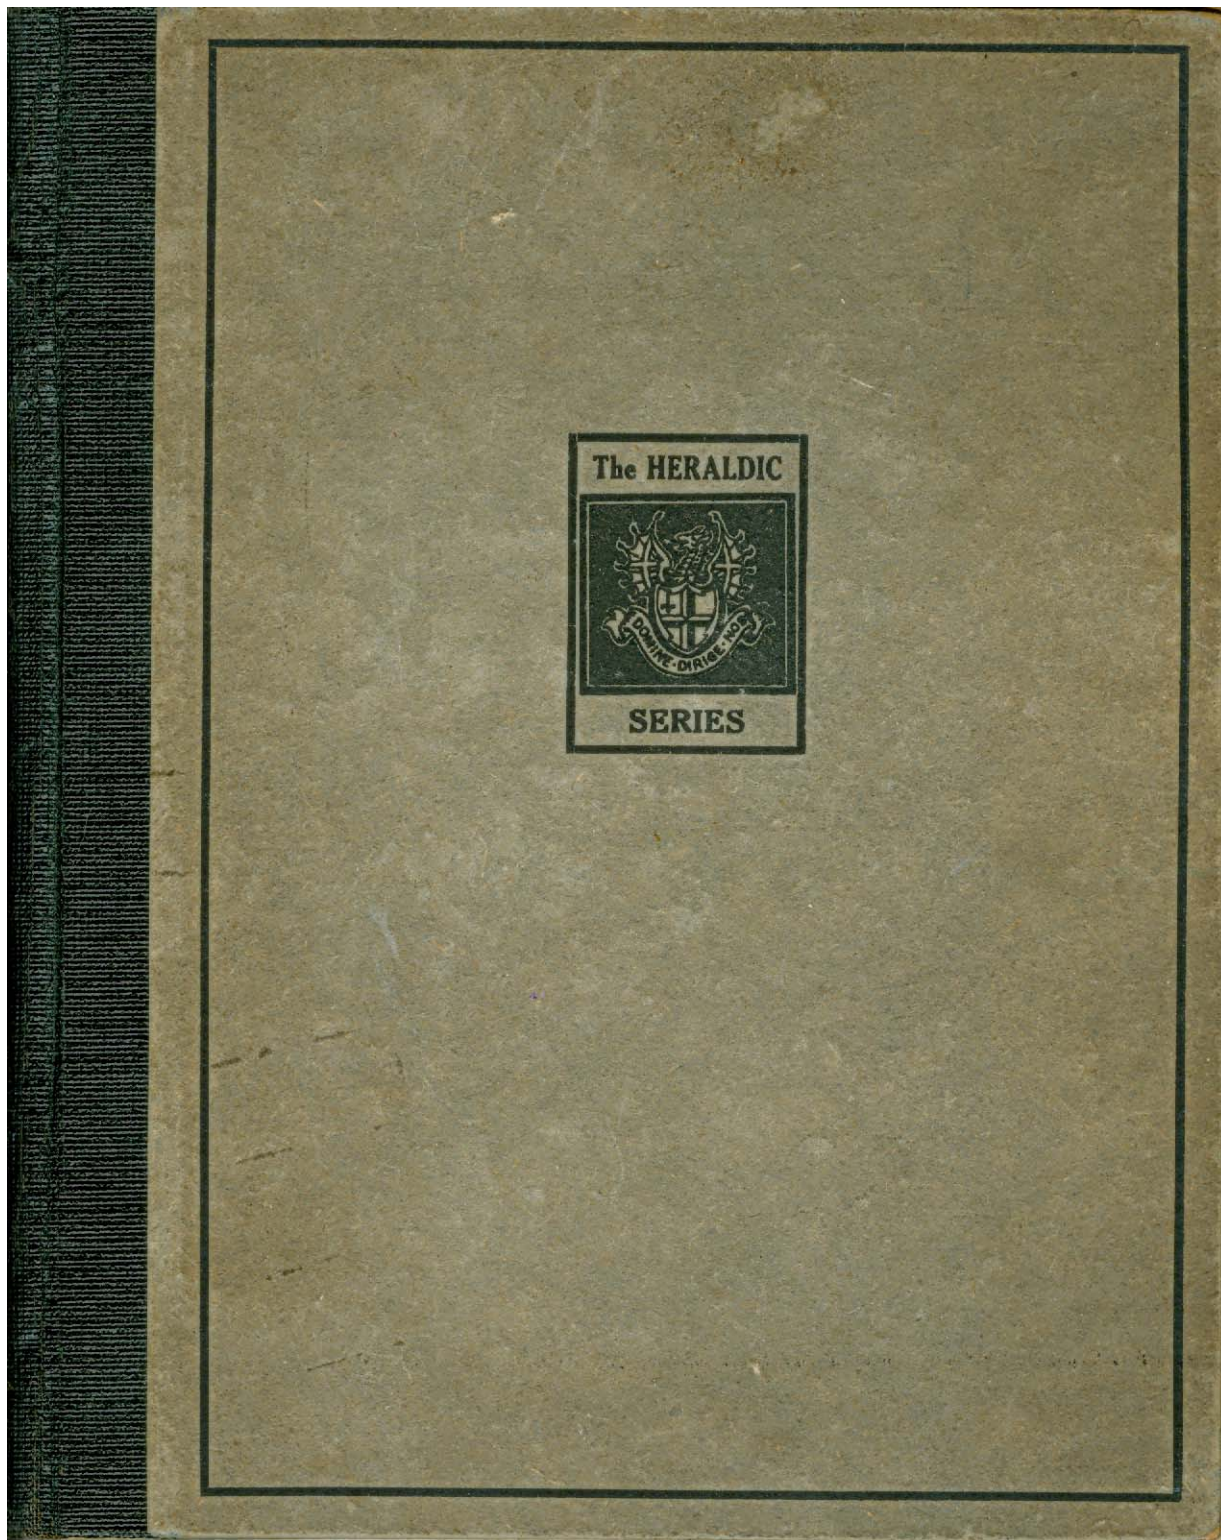 The HERALDIC
DOMINE · DIRIGE · NOS
SERIES